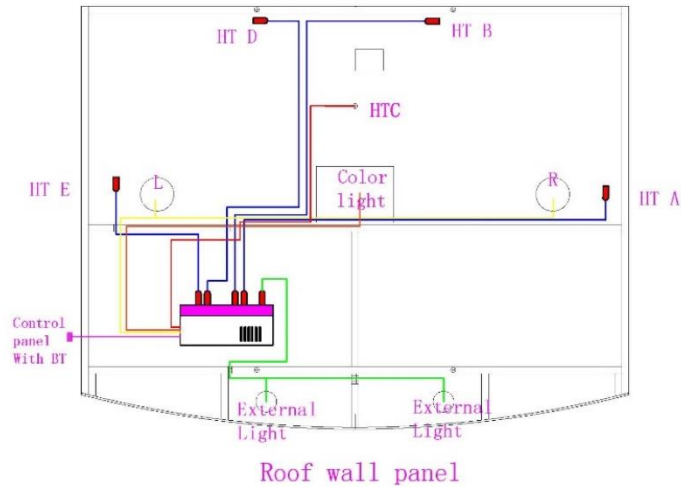 HT D
HT B
HTC
HT E
L
Color
light
R
HT A
Control
panel
With BT
External
Light
External
Light
Roof wall panel